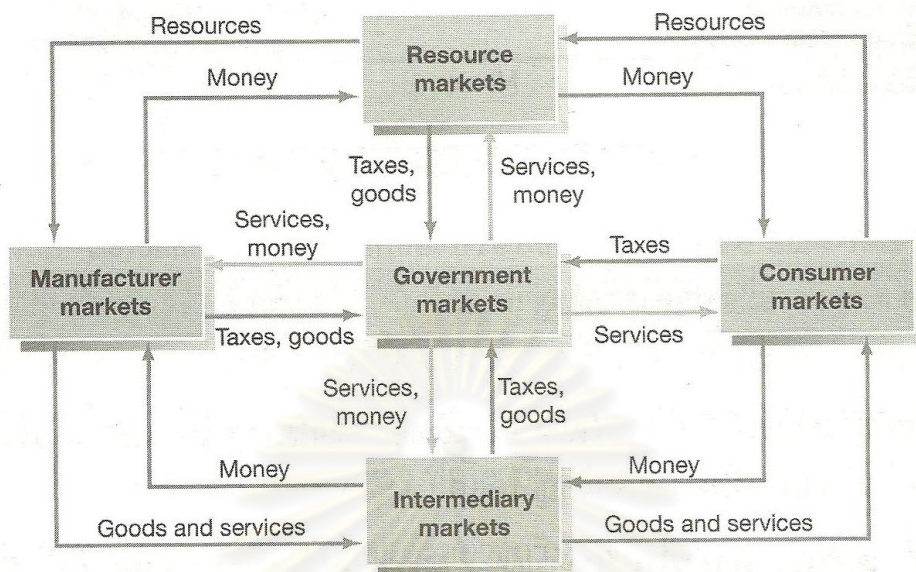 Resources
Resources
Resource
markets
Money
Money
Taxes,
goods
Services,
money
Services,
money
Taxes
Manufacturer
markets
Government
markets
Consumer
markets
Taxes, goods
Services
Services,
money
Taxes,
goods
Money
Money
Intermediary
markets
Goods and services
Goods and services